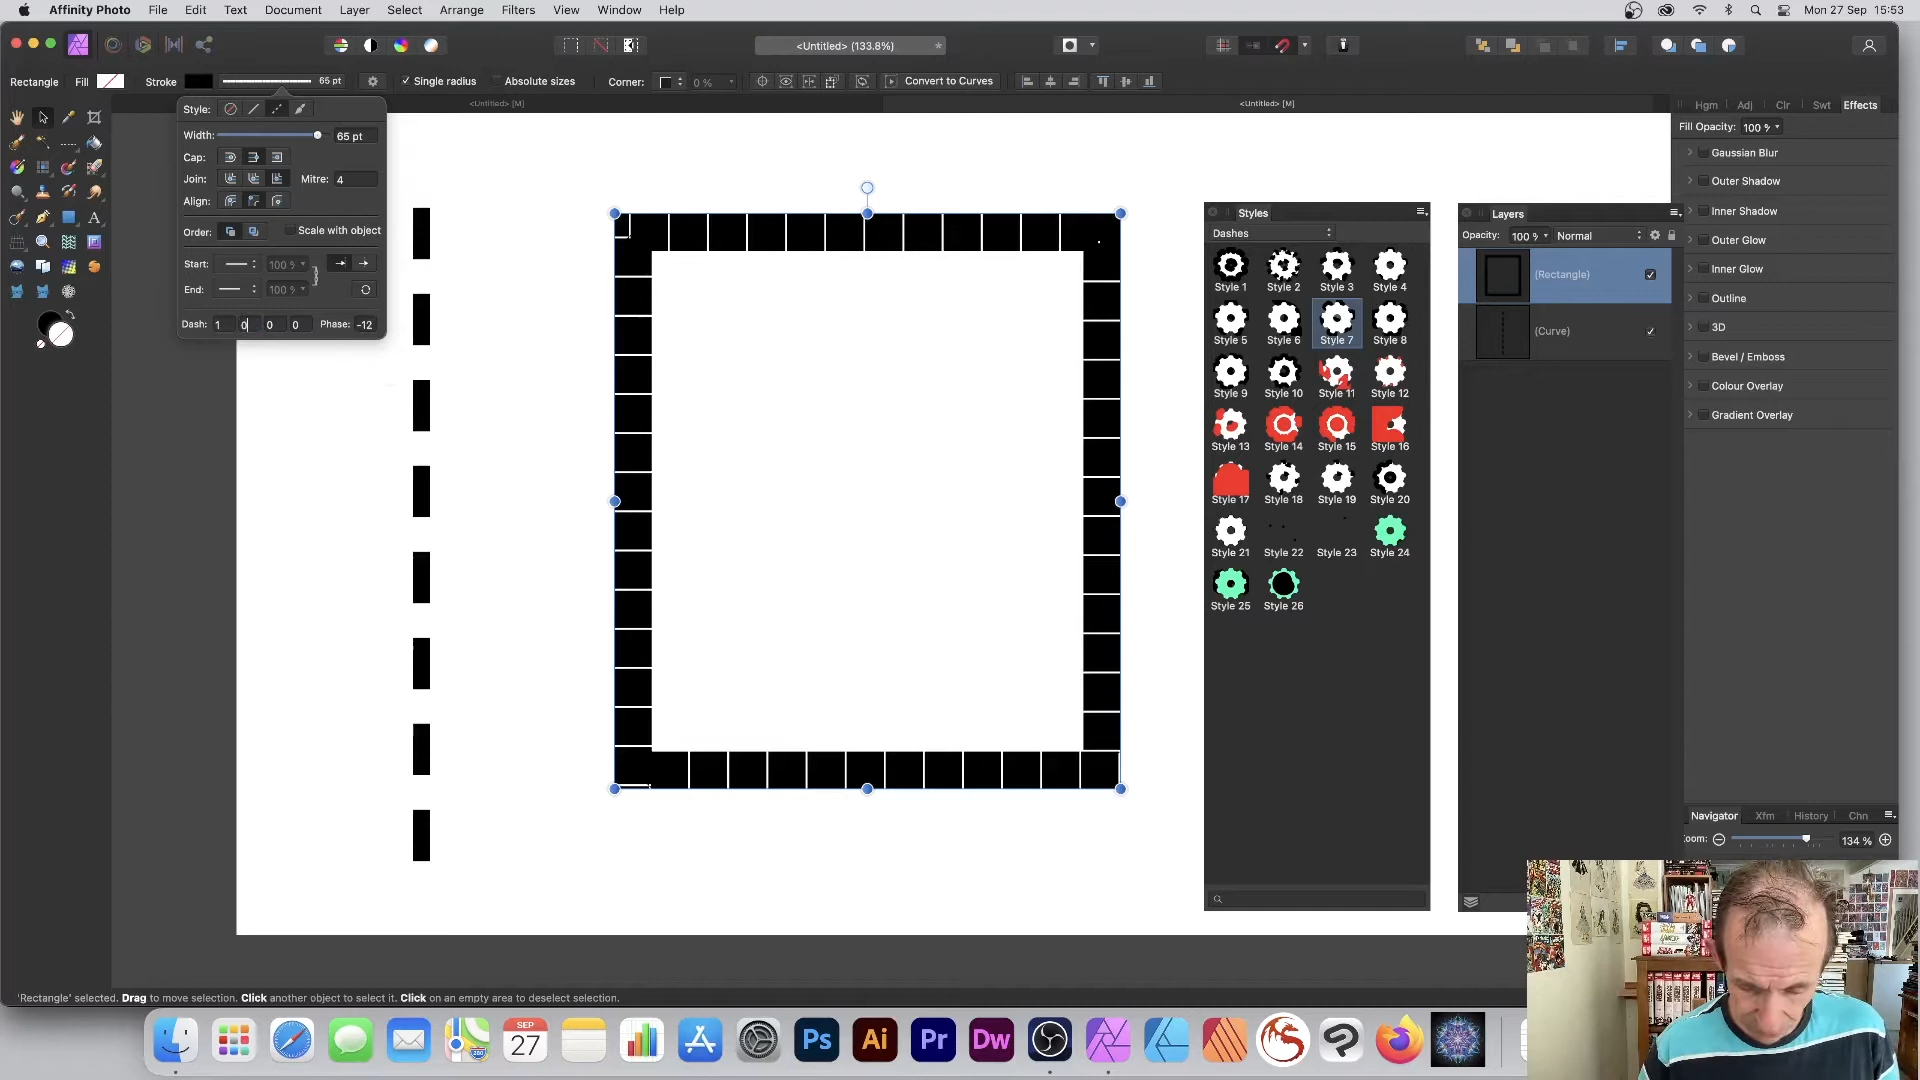 Affinity Photo File Edit Text Document Layer Select Arrange Filters View Window Help Mon 27 Sep 15:53
<Untitled> (133.8%) *
Rectangle Fill Stroke 65 pt Single radius Absolute sizes Corner: 0 % Convert to Curves
<Untitled> [M] <Untitled> [M]
Hgm Adj Clr Swt Effects
Style:
Fill Opacity: 100 %
Width: 65 pt
Gaussian Blur
Cap:
Join: Mitre: 4
Outer Shadow
Align:
Inner Shadow
Order: Scale with object
Outer Glow
Start: 100 %
Inner Glow
End: 100 %
Outline
Dash: 1 0 0 0 Phase: -12
3D
Bevel / Emboss
Colour Overlay
Gradient Overlay
Styles
Dashes
Style 1 Style 2 Style 3 Style 4
Style 5 Style 6 Style 7 Style 8
Style 9 Style 10 Style 11 Style 12
Style 13 Style 14 Style 15 Style 16
Style 17 Style 18 Style 19 Style 20
Style 21 Style 22 Style 23 Style 24
Style 25 Style 26
Layers
Opacity: 100 % Normal
(Rectangle)
(Curve)
Navigator Xfm History Chn
Zoom: 134 %
'Rectangle' selected. Drag to move selection. Click another object to select it. Click on an empty area to deselect selection.
SEP
27
Ps Ai Pr Dw